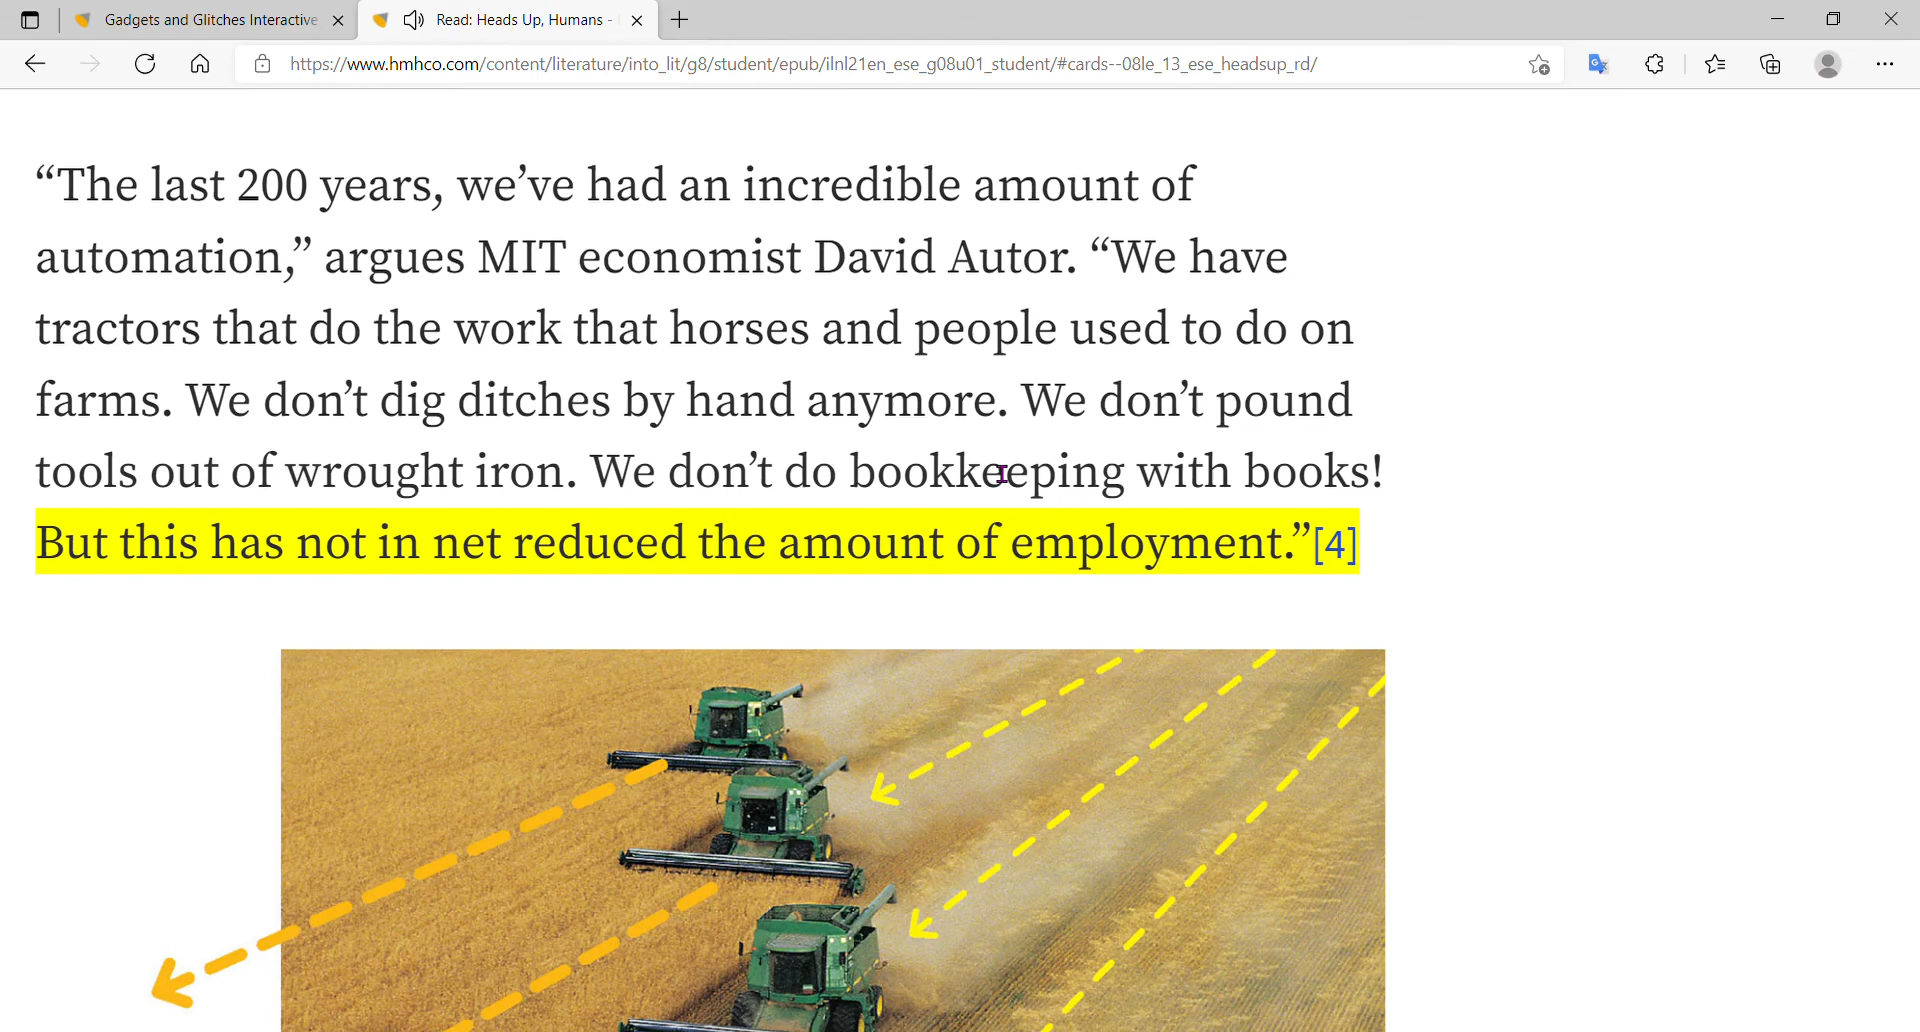 Gadgets and Glitches Interactive
Read: Heads Up, Humans -
https://www.hmhco.com/content/literature/into_lit/g8/student/epub/ilnl21en_ese_g08u01_student/#cards--08le_13_ese_headsup_rd/
“The last 200 years, we’ve had an incredible amount of
automation,” argues MIT economist David Autor. “We have
tractors that do the work that horses and people used to do on
farms. We don’t dig ditches by hand anymore. We don’t pound
tools out of wrought iron. We don’t do bookkeeping with books!
But this has not in net reduced the amount of employment.”[4]